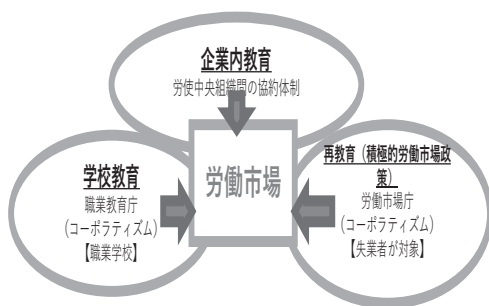 企業内教育
労使中央組織間の協約体制
学校教育
職業教育庁
(コーポラティズム)
【職業学校】
労働市場
再教育（積極的労働市場政
策）
労働市場庁
(コーポラティズム)
【失業者が対象】